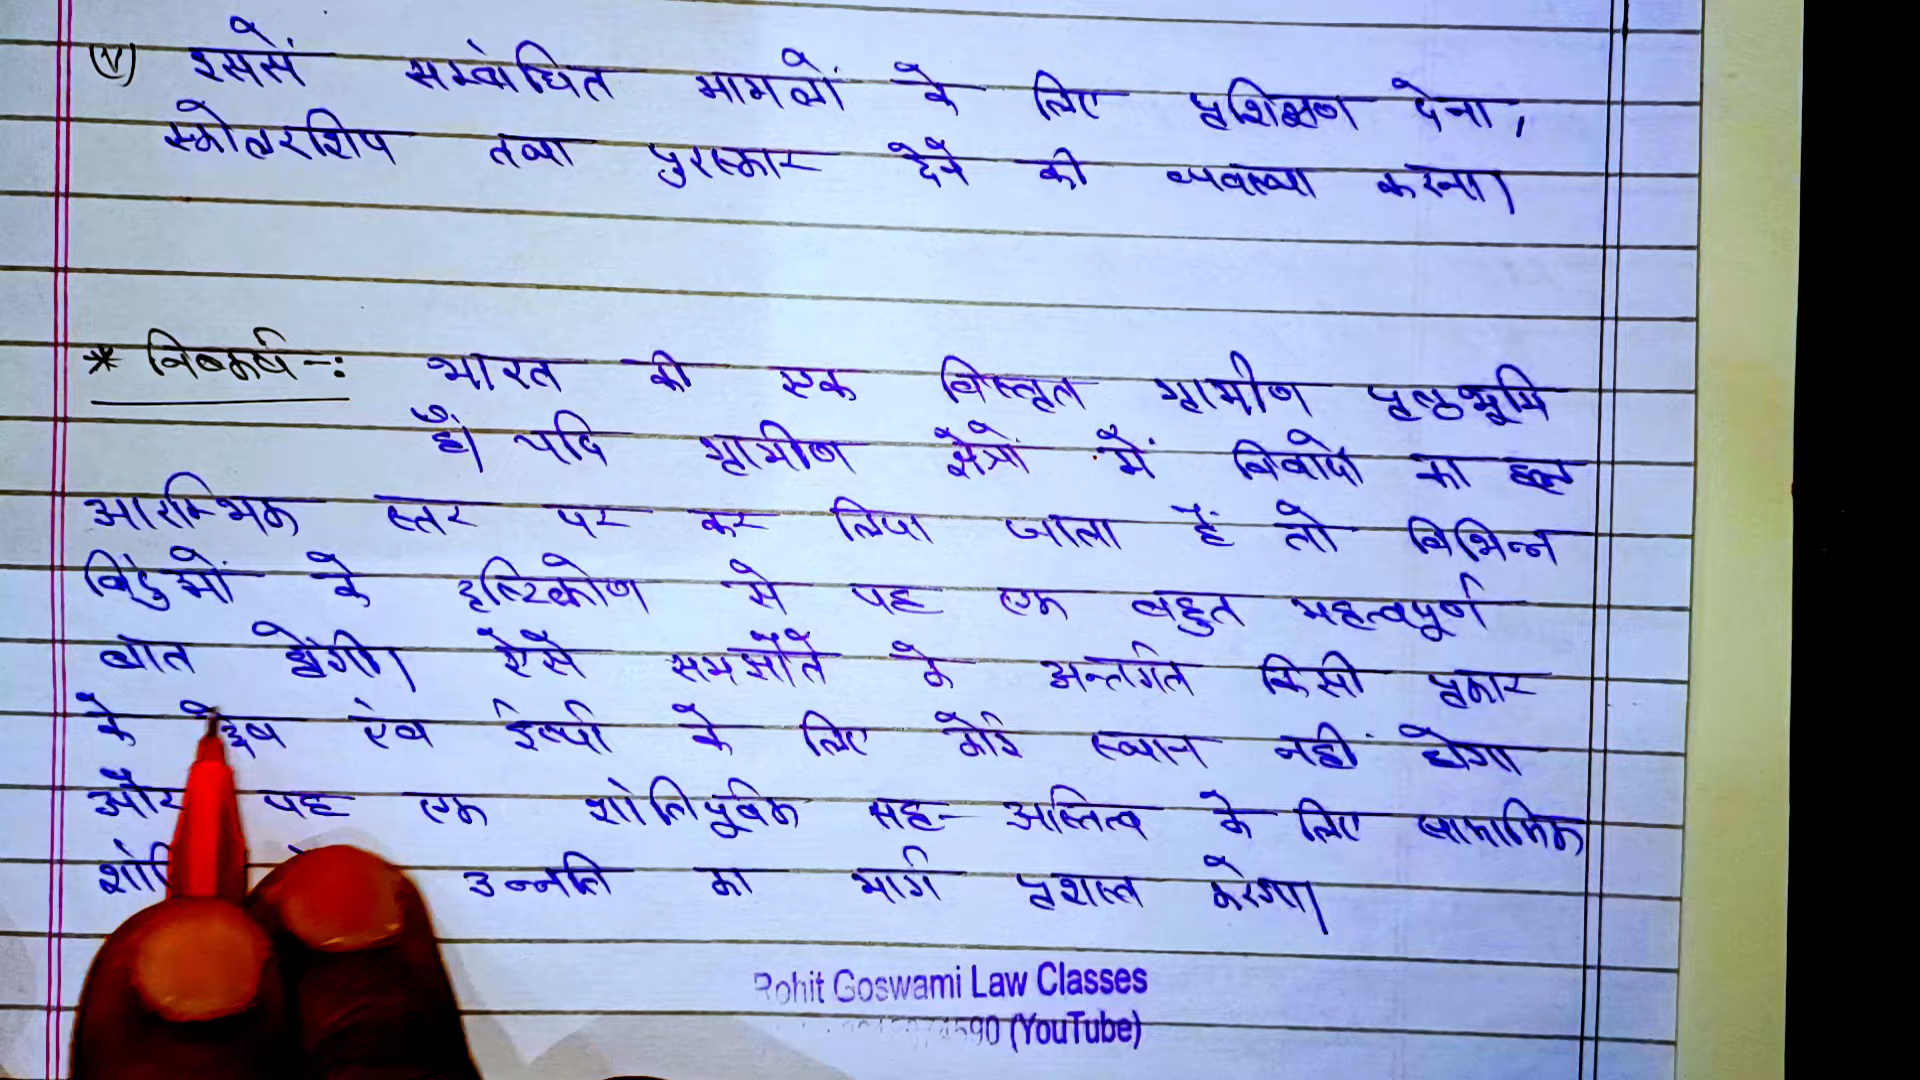 (V) इससें सम्बंधित मामलों के लिए प्रशिक्षण देना,
स्कोलरशिप तथा पुरस्कार देने की व्यवस्था करना।
* निष्कर्ष -: भारत की एक विस्तृत ग्रामीण पृष्ठभूमि
है। यदि ग्रामीण क्षेत्रों में विवादों का हल
आरम्भिक स्तर पर कर लिया जाता है तो विभिन्न
बिंदुओं के दृष्टिकोण से यह एक बहुत महत्वपूर्ण
बात होगी। ऐसे समझौते के अन्तर्गत किसी प्रकार
के एंव ईर्ष्या के लिए कोई स्थान नहीं होगा
और यह एक शांतिपूर्वक सह-अस्तित्व के लिए सामाजिक
उन्नति का मार्ग प्रशस्त करेगा।
Rohit Goswami Law Classes
590 (YouTube)